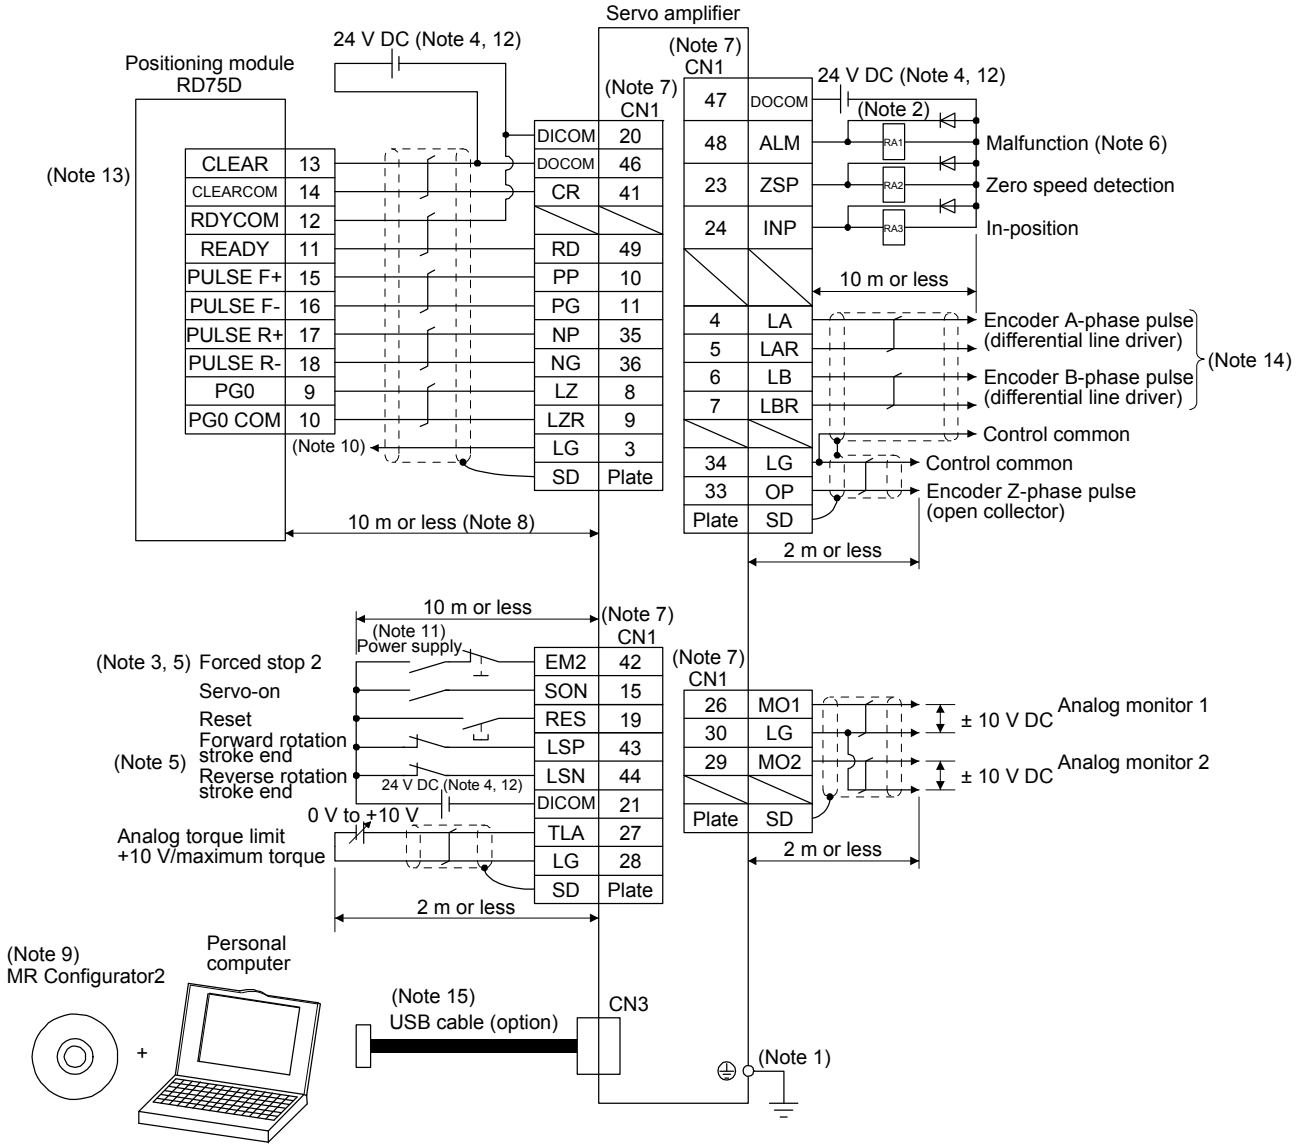 Servo amplifier
24 V DC (Note 4, 12)
Positioning module
RD75D
(Note 13)
CLEAR 13
CLEARCOM 14
RDYCOM 12
READY 11
PULSE F+ 15
PULSE F- 16
PULSE R+ 17
PULSE R- 18
PG0 9
PG0 COM 10
(Note 10)
(Note 7)
CN1
DICOM 20
DOCOM 46
CR 41
RD 49
PP 10
PG 11
NP 35
NG 36
LZ 8
LZR 9
LG 3
SD Plate
10 m or less (Note 8)
(Note 7)
CN1
24 V DC (Note 4, 12)
47 DOCOM
(Note 2)
48 ALM RA1 Malfunction (Note 6)
23 ZSP RA2 Zero speed detection
24 INP RA3 In-position
10 m or less
4 LA Encoder A-phase pulse
(differential line driver)
5 LAR
6 LB Encoder B-phase pulse
(differential line driver)
7 LBR
(Note 14)
Control common
34 LG Control common
33 OP Encoder Z-phase pulse
(open collector)
Plate SD
2 m or less
10 m or less
(Note 7)
CN1
(Note 11)
Power supply
(Note 3, 5) Forced stop 2 EM2 42
Servo-on SON 15
Reset RES 19
Forward rotation
stroke end LSP 43
(Note 5)
Reverse rotation
stroke end LSN 44
24 V DC (Note 4, 12)
DICOM 21
0 V to +10 V
Analog torque limit
+10 V/maximum torque
TLA 27
LG 28
SD Plate
2 m or less
(Note 7)
CN1
26 MO1
30 LG
29 MO2
Plate SD
± 10 V DC Analog monitor 1
± 10 V DC Analog monitor 2
2 m or less
(Note 9)
MR Configurator2
+
Personal
computer
(Note 15)
USB cable (option)
CN3
(Note 1)